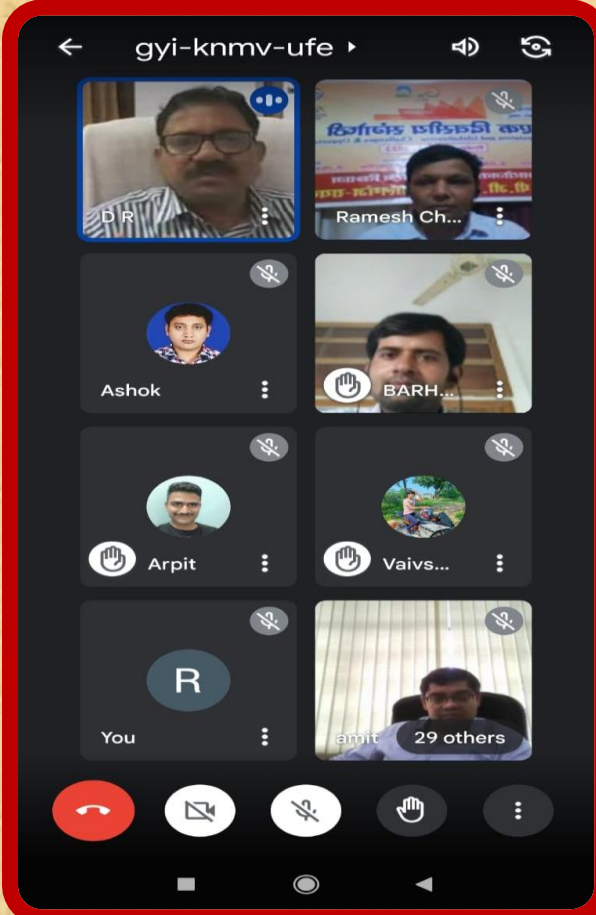 gyi-knmv-ufe
D R
Ramesh Ch...
Ashok
BARH...
Arpit
Vaivs...
R
You
amit
29 others